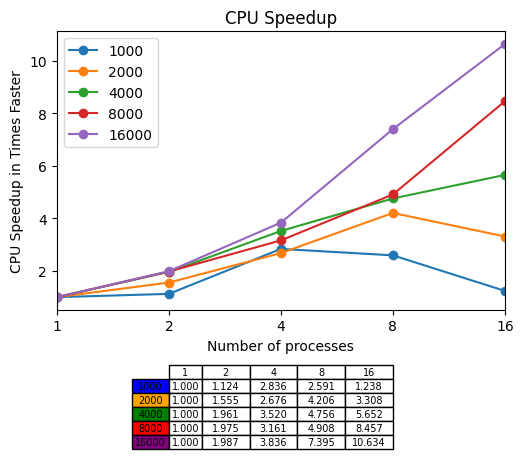 CPU Speedup
1000
2000
4000
8000
16000
CPU Speedup in Times Faster
10
8
6
4
2
1 2 4 8 16
Number of processes
1 2 4 8 16
1000 1.000 1.124 2.836 2.591 1.238
2000 1.000 1.555 2.676 4.206 3.308
4000 1.000 1.961 3.520 4.756 5.652
8000 1.000 1.975 3.161 4.908 8.457
16000 1.000 1.987 3.836 7.395 10.634